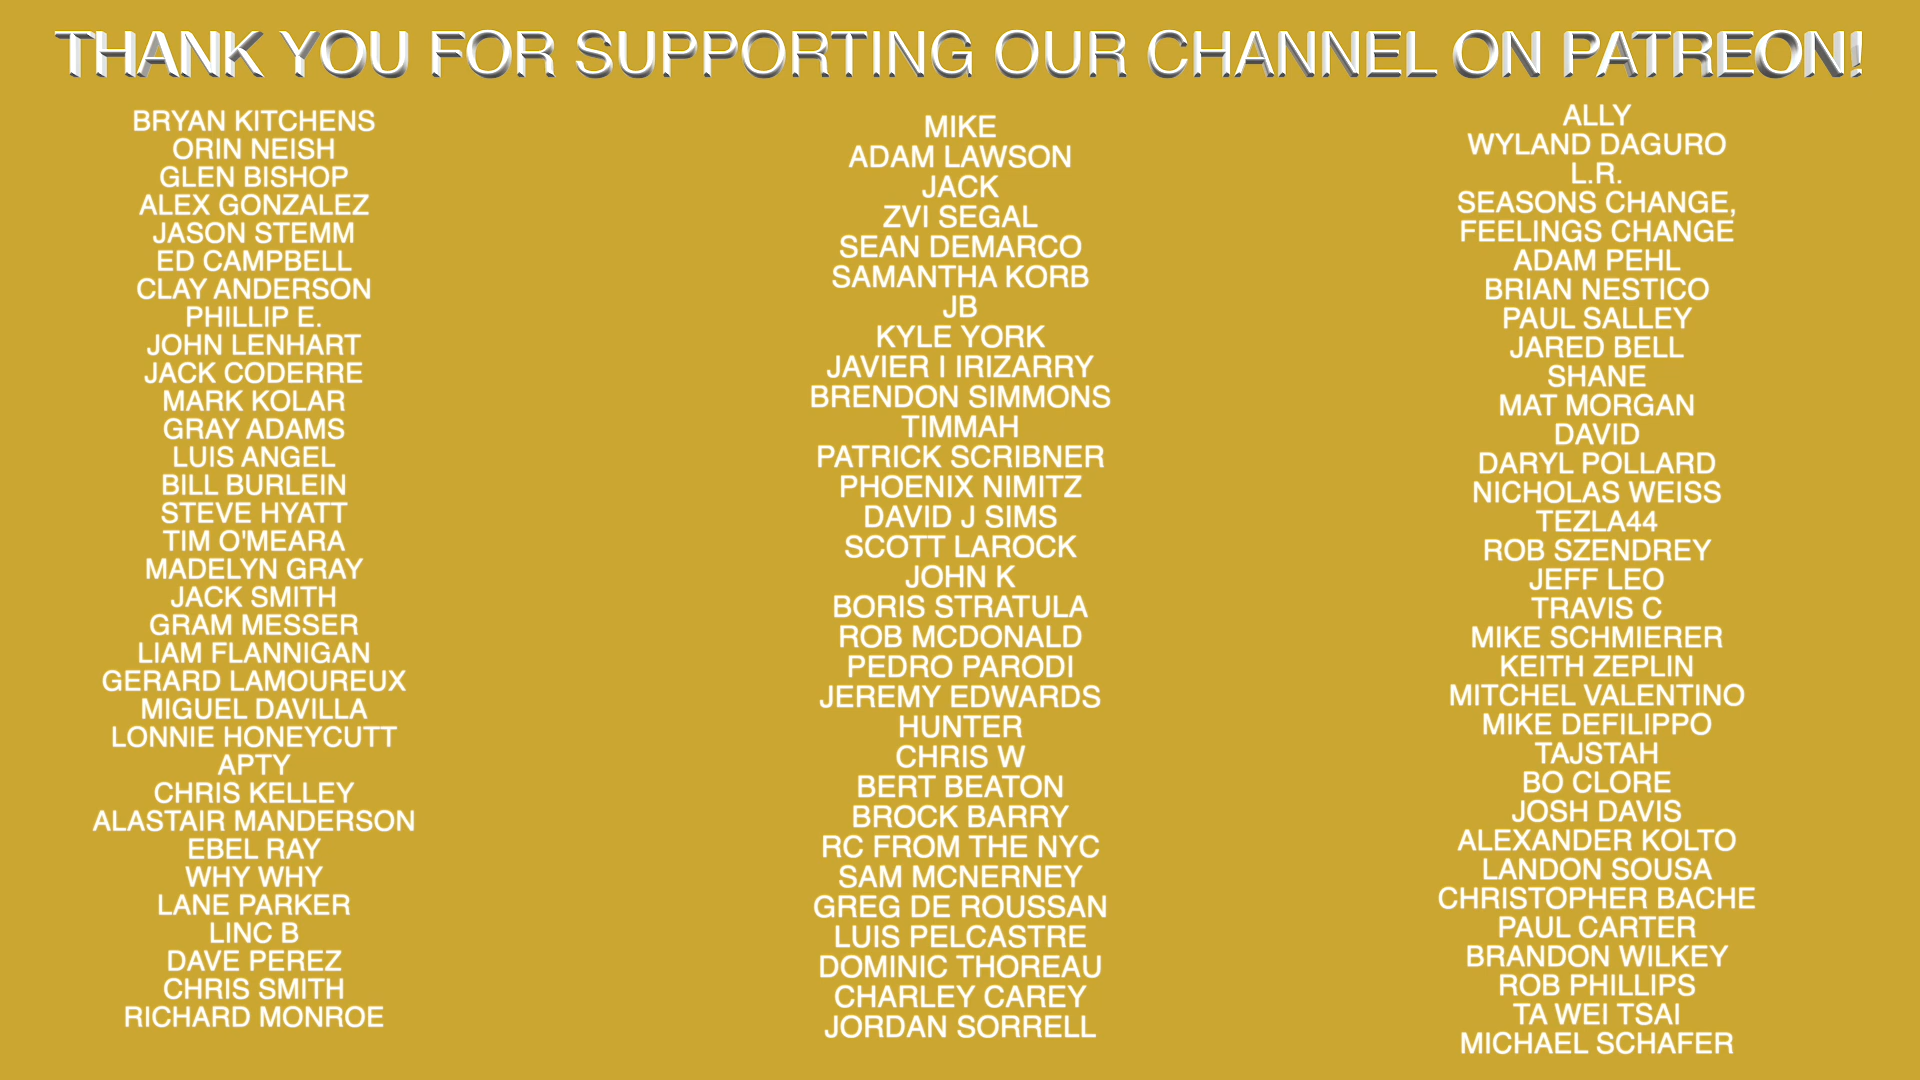 THANK YOU FOR SUPPORTING OUR CHANNEL ON PATREON!
BRYAN KITCHENS
ORIN NEISH
GLEN BISHOP
ALEX GONZALEZ
JASON STEMM
ED CAMPBELL
CLAY ANDERSON
PHILLIP E.
JOHN LENHART
JACK CODERRE
MARK KOLAR
GRAY ADAMS
LUIS ANGEL
BILL BURLEIN
STEVE HYATT
TIM O'MEARA
MADELYN GRAY
JACK SMITH
GRAM MESSER
LIAM FLANNIGAN
GERARD LAMOUREUX
MIGUEL DAVILLA
LONNIE HONEYCUTT
APTY
CHRIS KELLEY
ALASTAIR MANDERSON
EBEL RAY
WHY WHY
LANE PARKER
LINC B
DAVE PEREZ
CHRIS SMITH
RICHARD MONROE
MIKE
ADAM LAWSON
JACK
ZVI SEGAL
SEAN DEMARCO
SAMANTHA KORB
JB
KYLE YORK
JAVIER I IRIZARRY
BRENDON SIMMONS
TIMMAH
PATRICK SCRIBNER
PHOENIX NIMITZ
DAVID J SIMS
SCOTT LAROCK
JOHN K
BORIS STRATULA
ROB MCDONALD
PEDRO PARODI
JEREMY EDWARDS
HUNTER
CHRIS W
BERT BEATON
BROCK BARRY
RC FROM THE NYC
SAM MCNERNEY
GREG DE ROUSSAN
LUIS PELCASTRE
DOMINIC THOREAU
CHARLEY CAREY
JORDAN SORRELL
ALLY
WYLAND DAGURO
L.R.
SEASONS CHANGE,
FEELINGS CHANGE
ADAM PEHL
BRIAN NESTICO
PAUL SALLEY
JARED BELL
SHANE
MAT MORGAN
DAVID
DARYL POLLARD
NICHOLAS WEISS
TEZLA44
ROB SZENDREY
JEFF LEO
TRAVIS C
MIKE SCHMIERER
KEITH ZEPLIN
MITCHEL VALENTINO
MIKE DEFILIPPO
TAJSTAH
BO CLORE
JOSH DAVIS
ALEXANDER KOLTO
LANDON SOUSA
CHRISTOPHER BACHE
PAUL CARTER
BRANDON WILKEY
ROB PHILLIPS
TA WEI TSAI
MICHAEL SCHAFER